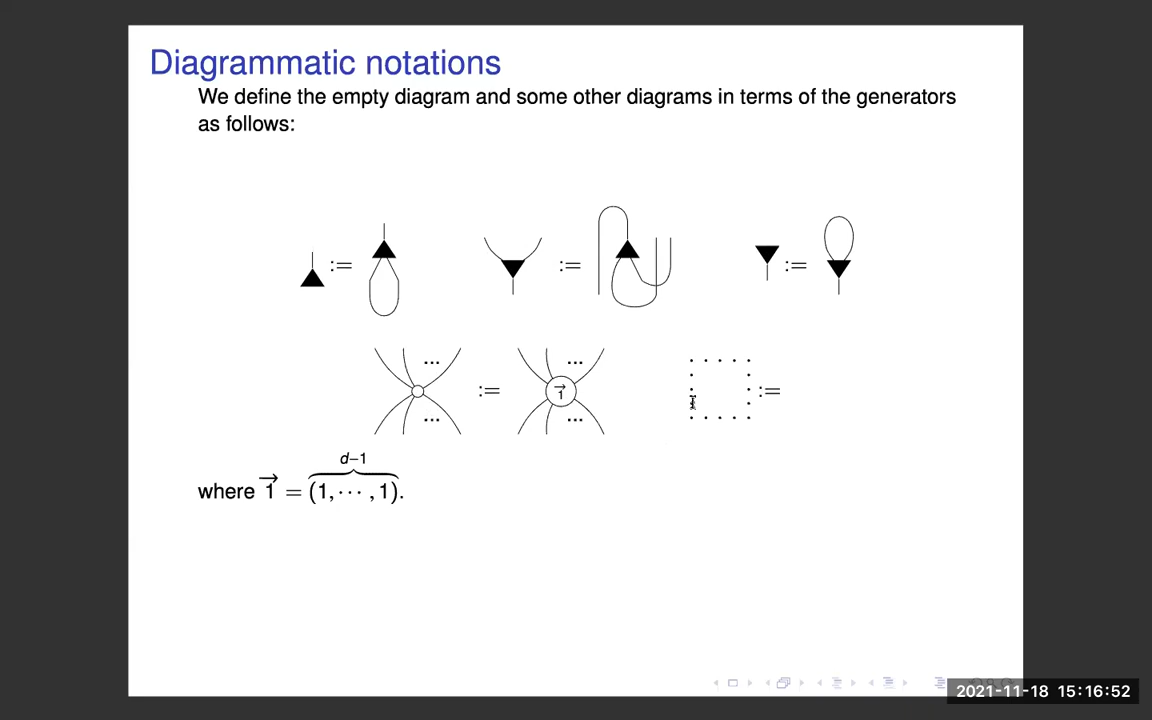 Diagrammatic notations
We define the empty diagram and some other diagrams in terms of the generators
as follows:
:= := :=
... ...
:= 1⃗ :=
... ...
d−1
where 1⃗ = (1, ⋯ , 1).
2021-11-18 15:16:52